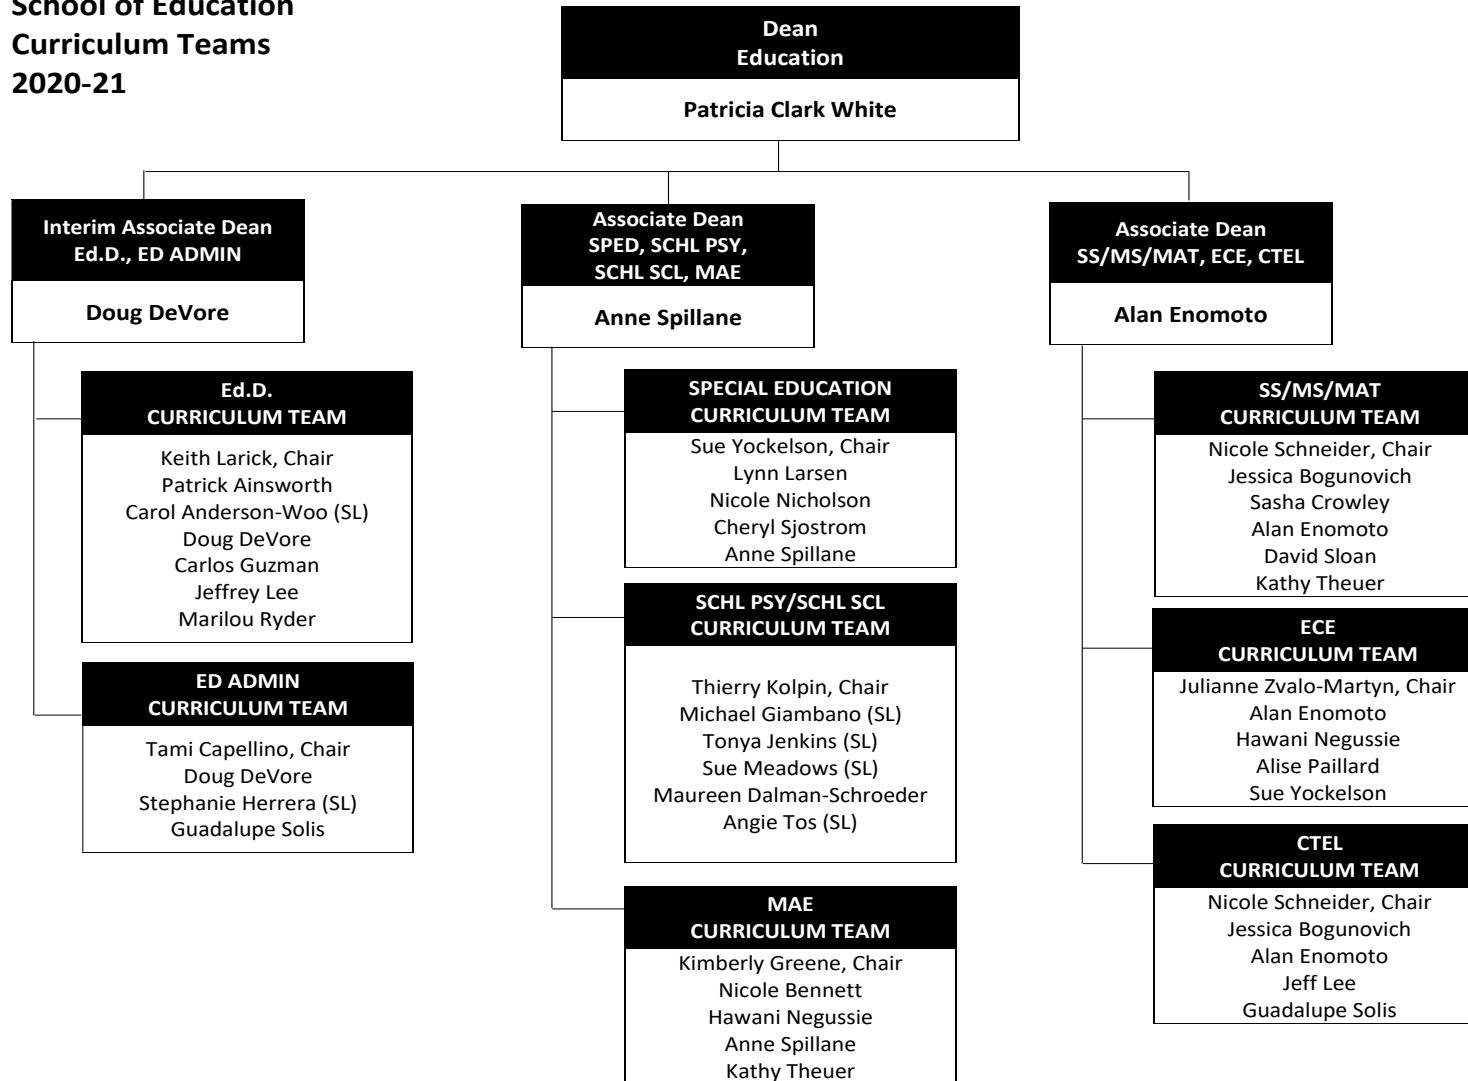 School of Education
Curriculum Teams
2020-21
Dean
Education
Patricia Clark White
Interim Associate Dean
Ed.D., ED ADMIN
Doug DeVore
Ed.D.
CURRICULUM TEAM
Keith Larick, Chair
Patrick Ainsworth
Carol Anderson-Woo (SL)
Doug DeVore
Carlos Guzman
Jeffrey Lee
Marilou Ryder
ED ADMIN
CURRICULUM TEAM
Tami Capellino, Chair
Doug DeVore
Stephanie Herrera (SL)
Guadalupe Solis
Associate Dean
SPED, SCHL PSY,
SCHL SCL, MAE
Anne Spillane
SPECIAL EDUCATION
CURRICULUM TEAM
Sue Yockelson, Chair
Lynn Larsen
Nicole Nicholson
Cheryl Sjostrom
Anne Spillane
SCHL PSY/SCHL SCL
CURRICULUM TEAM
Thierry Kolpin, Chair
Michael Giambano (SL)
Tonya Jenkins (SL)
Sue Meadows (SL)
Maureen Dalman-Schroeder
Angie Tos (SL)
MAE
CURRICULUM TEAM
Kimberly Greene, Chair
Nicole Bennett
Hawani Negussie
Anne Spillane
Kathy Theuer
Associate Dean
SS/MS/MAT, ECE, CTEL
Alan Enomoto
SS/MS/MAT
CURRICULUM TEAM
Nicole Schneider, Chair
Jessica Bogunovich
Sasha Crowley
Alan Enomoto
David Sloan
Kathy Theuer
ECE
CURRICULUM TEAM
Julianne Zvalo-Martyn, Chair
Alan Enomoto
Hawani Negussie
Alise Paillard
Sue Yockelson
CTEL
CURRICULUM TEAM
Nicole Schneider, Chair
Jessica Bogunovich
Alan Enomoto
Jeff Lee
Guadalupe Solis